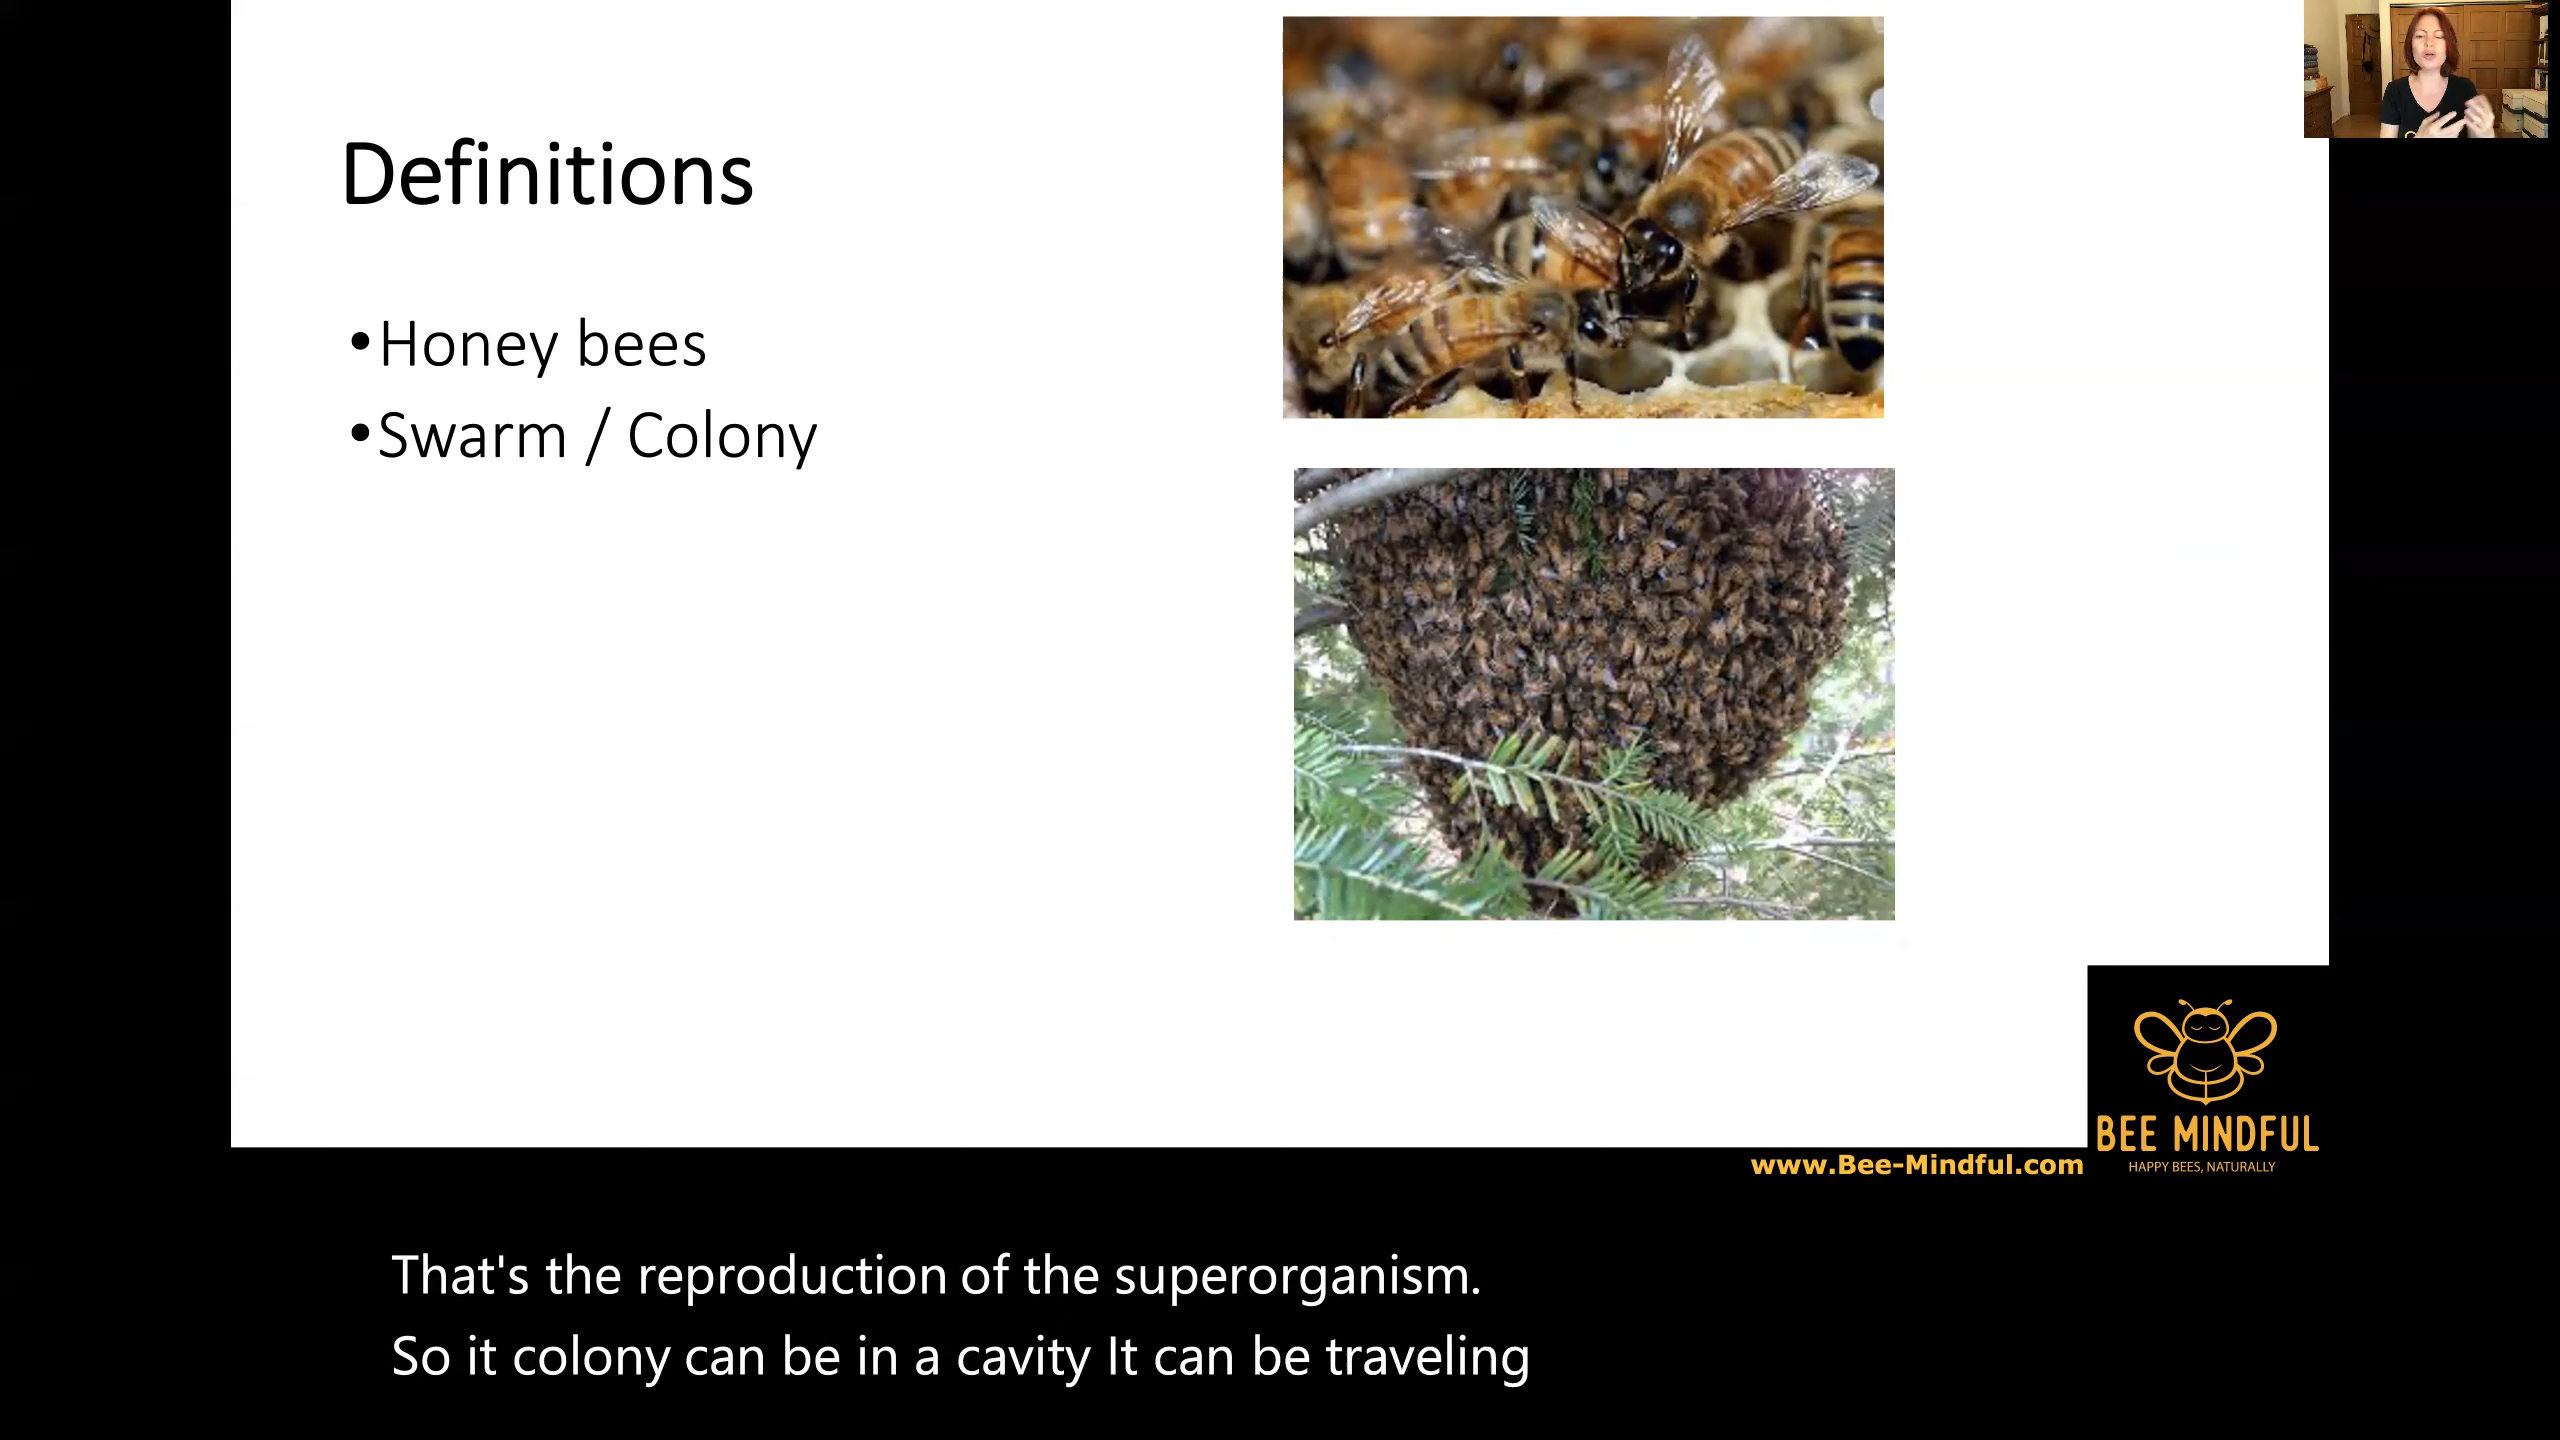 Definitions
•Honey bees
•Swarm / Colony
BEE MINDFUL
HAPPY BEES, NATURALLY
www.Bee-Mindful.com
That's the reproduction of the superorganism.
So it colony can be in a cavity It can be traveling